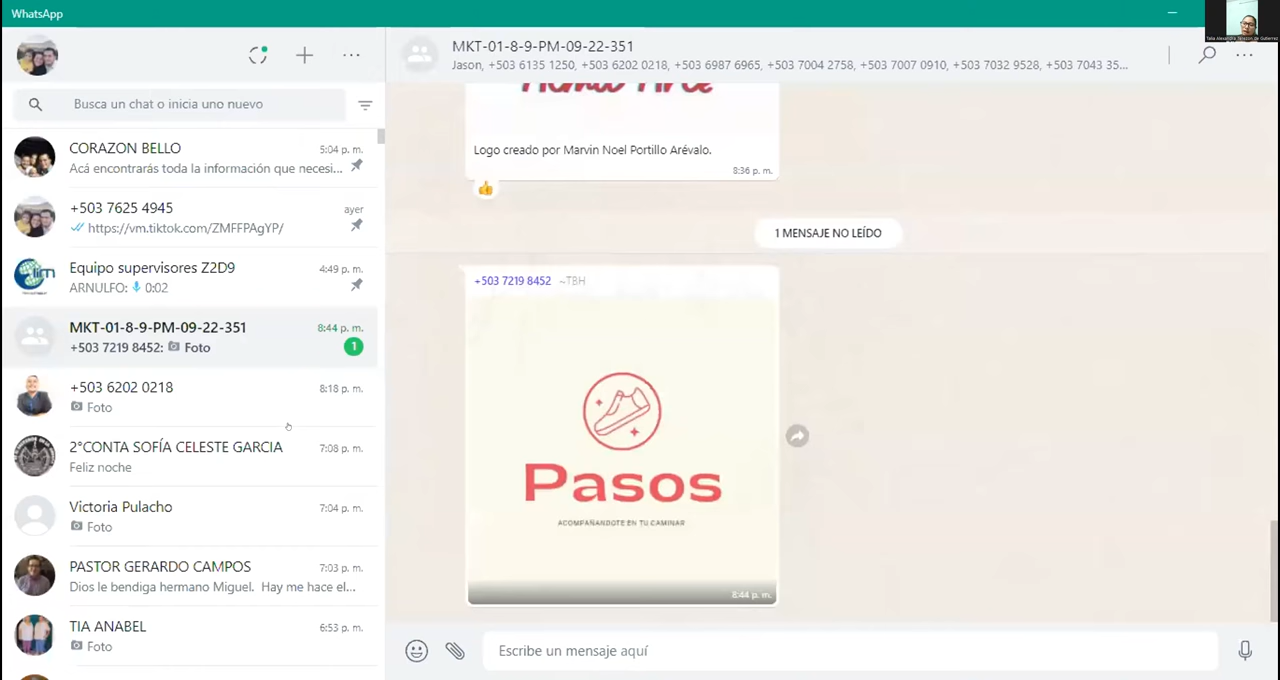 WhatsApp
Busca un chat o inicia uno nuevo
CORAZON BELLO
5:04 p. m.
Acá encontrarás toda la información que necesi...
+503 7625 4945
ayer
https://vm.tiktok.com/ZMFFPAgYP/
Equipo supervisores Z2D9
4:49 p. m.
ARNULFO: 0:02
MKT-01-8-9-PM-09-22-351
8:44 p. m.
+503 7219 8452: Foto
1
+503 6202 0218
8:18 p. m.
Foto
2°CONTA SOFÍA CELESTE GARCIA
7:08 p. m.
Feliz noche
Victoria Pulacho
7:04 p. m.
Foto
PASTOR GERARDO CAMPOS
7:03 p. m.
Dios le bendiga hermano Miguel. Hay me hace el...
TIA ANABEL
6:53 p. m.
Foto
MKT-01-8-9-PM-09-22-351
Jason, +503 6135 1250, +503 6202 0218, +503 6987 6965, +503 7004 2758, +503 7007 0910, +503 7032 9528, +503 7043 35...
Logo creado por Marvin Noel Portillo Arévalo.
8:36 p. m.
1 MENSAJE NO LEÍDO
+503 7219 8452 ~TBH
Pasos
ACOMPAÑANDOTE EN TU CAMINAR
8:44 p. m.
Escribe un mensaje aquí